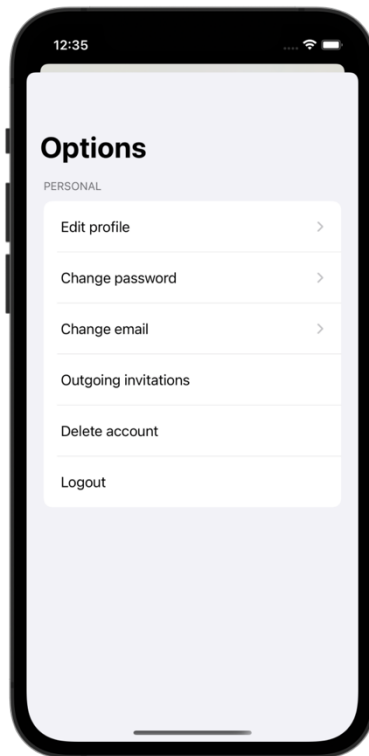 12:35
Options
PERSONAL
Edit profile
Change password
Change email
Outgoing invitations
Delete account
Logout